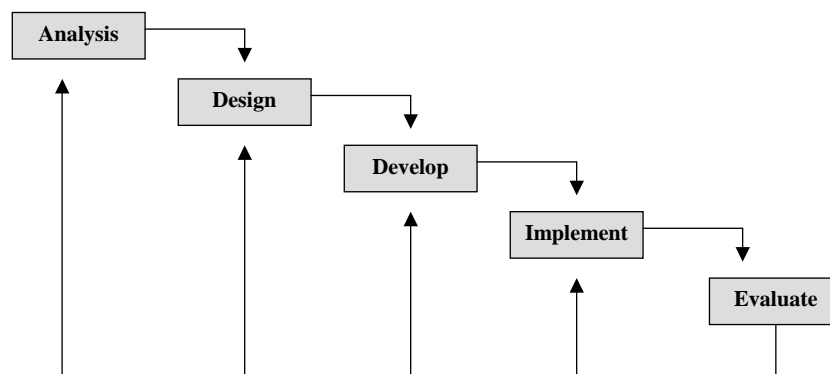 Analysis
Design
Develop
Implement
Evaluate